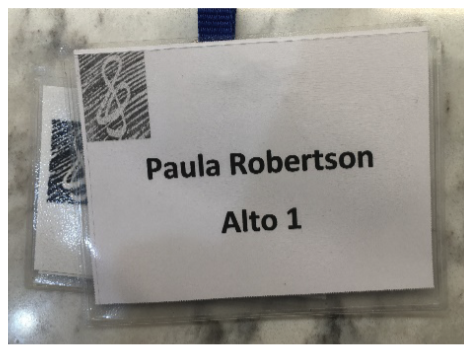 Paula Robertson
Alto 1